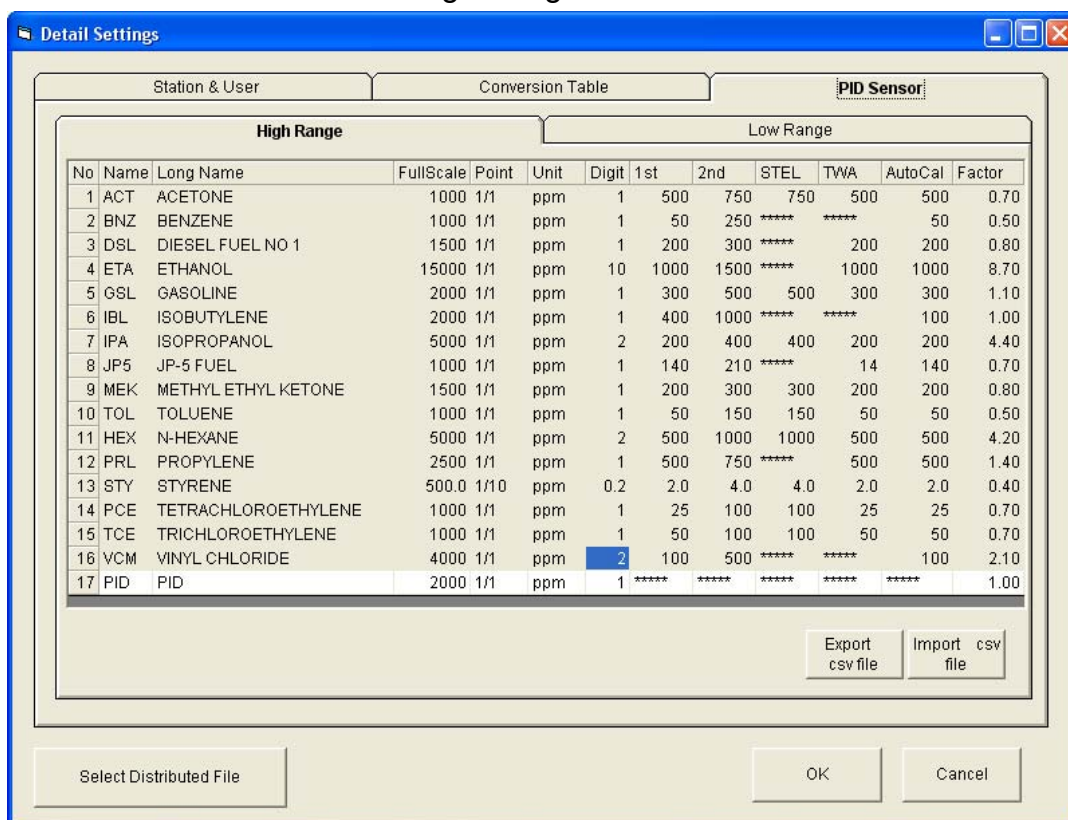 Detail Settings
Station & User Conversion Table PID Sensor
High Range Low Range
No Name Long Name FullScale Point Unit Digit 1st 2nd STEL TWA AutoCal Factor
1 ACT ACETONE 1000 1/1 ppm 1 500 750 750 500 500 0.70
2 BNZ BENZENE 1000 1/1 ppm 1 50 250 ***** ***** 50 0.50
3 DSL DIESEL FUEL NO 1 1500 1/1 ppm 1 200 300 ***** 200 200 0.80
4 ETA ETHANOL 15000 1/1 ppm 10 1000 1500 ***** 1000 1000 8.70
5 GSL GASOLINE 2000 1/1 ppm 1 300 500 500 300 300 1.10
6 IBL ISOBUTYLENE 2000 1/1 ppm 1 400 1000 ***** ***** 100 1.00
7 IPA ISOPROPANOL 5000 1/1 ppm 2 200 400 400 200 200 4.40
8 JP5 JP-5 FUEL 1000 1/1 ppm 1 140 210 ***** 14 140 0.70
9 MEK METHYL ETHYL KETONE 1500 1/1 ppm 1 200 300 300 200 200 0.80
10 TOL TOLUENE 1000 1/1 ppm 1 50 150 150 50 50 0.50
11 HEX N-HEXANE 5000 1/1 ppm 2 500 1000 1000 500 500 4.20
12 PRL PROPYLENE 2500 1/1 ppm 1 500 750 ***** 500 500 1.40
13 STY STYRENE 500.0 1/10 ppm 0.2 2.0 4.0 4.0 2.0 2.0 0.40
14 PCE TETRACHLOROETHYLENE 1000 1/1 ppm 1 25 100 100 25 25 0.70
15 TCE TRICHLOROETHYLENE 1000 1/1 ppm 1 50 100 100 50 50 0.70
16 VCM VINYL CHLORIDE 4000 1/1 ppm 2 100 500 ***** ***** 100 2.10
17 PID PID 2000 1/1 ppm 1 ***** ***** ***** ***** ***** 1.00
Export Import csv
csv file file
Select Distributed File OK Cancel